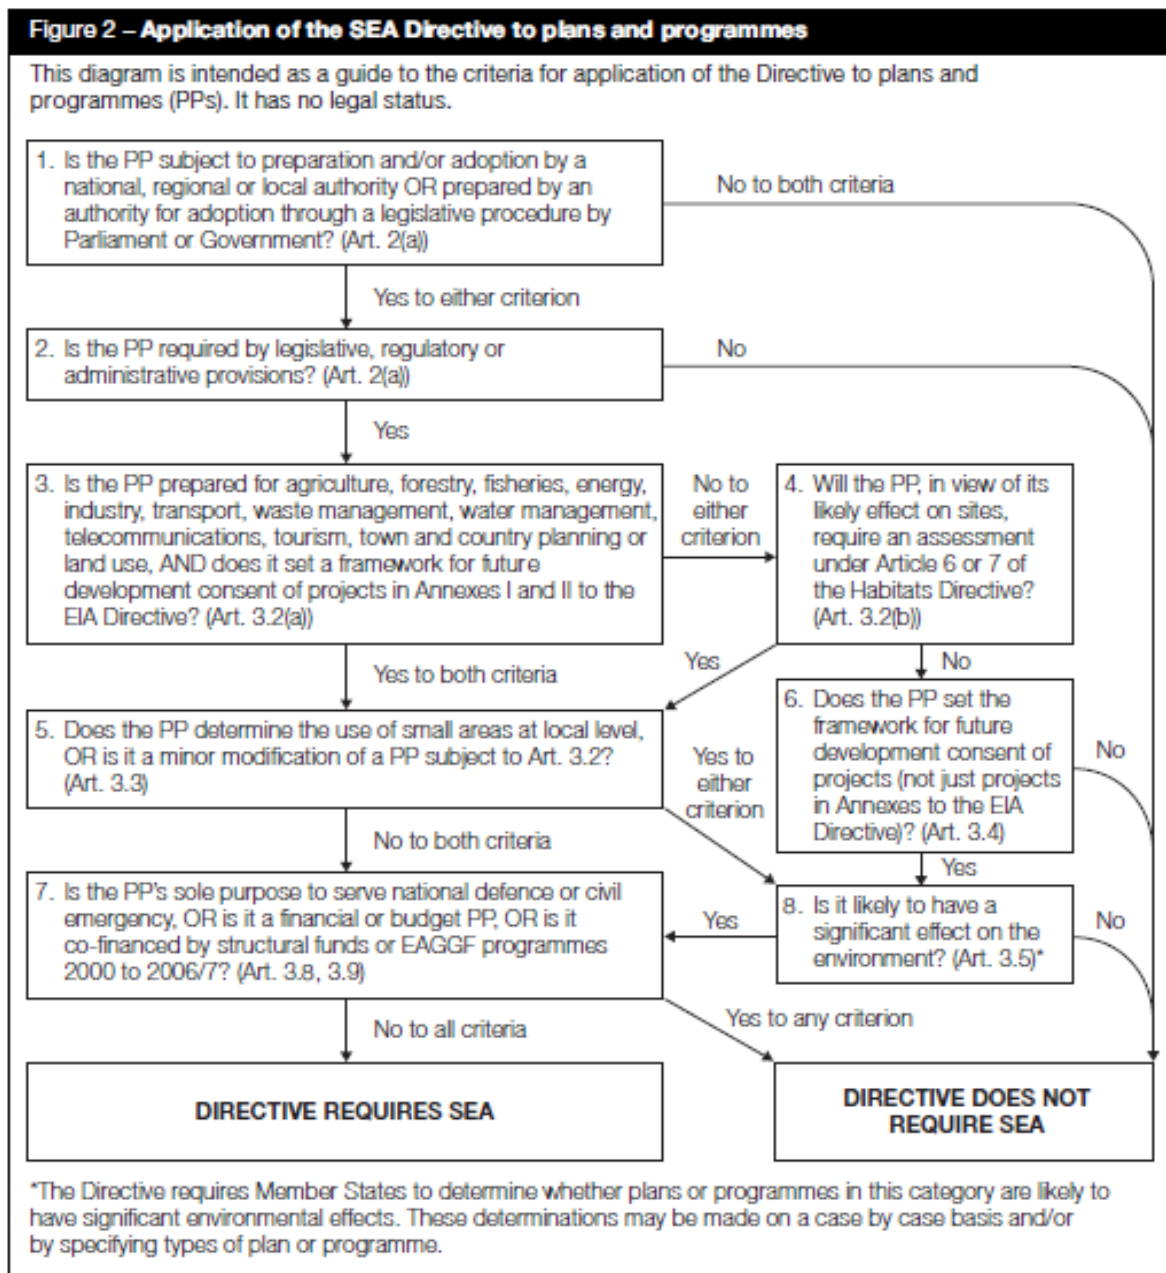 Figure 2 – Application of the SEA Directive to plans and programmes
This diagram is intended as a guide to the criteria for application of the Directive to plans and
programmes (PPs). It has no legal status.
1. Is the PP subject to preparation and/or adoption by a
national, regional or local authority OR prepared by an
authority for adoption through a legislative procedure by
Parliament or Government? (Art. 2(a))
No to both criteria
Yes to either criterion
2. Is the PP required by legislative, regulatory or
administrative provisions? (Art. 2(a))
No
Yes
3. Is the PP prepared for agriculture, forestry, fisheries, energy,
industry, transport, waste management, water management,
telecommunications, tourism, town and country planning or
land use, AND does it set a framework for future
development consent of projects in Annexes I and II to the
EIA Directive? (Art. 3.2(a))
No to
either
criterion
4. Will the PP, in view of its
likely effect on sites,
require an assessment
under Article 6 or 7 of
the Habitats Directive?
(Art. 3.2(b))
Yes to both criteria
Yes
No
5. Does the PP determine the use of small areas at local level,
OR is it a minor modification of a PP subject to Art. 3.2?
(Art. 3.3)
Yes to
either
criterion
6. Does the PP set the
framework for future
development consent of
projects (not just projects
in Annexes to the EIA
Directive)? (Art. 3.4)
No
No to both criteria
Yes
7. Is the PP's sole purpose to serve national defence or civil
emergency, OR is it a financial or budget PP, OR is it
co-financed by structural funds or EAGGF programmes
2000 to 2006/7? (Art. 3.8, 3.9)
Yes
8. Is it likely to have a
significant effect on the
environment? (Art. 3.5)*
No
No to all criteria
Yes to any criterion
DIRECTIVE REQUIRES SEA
DIRECTIVE DOES NOT
REQUIRE SEA
*The Directive requires Member States to determine whether plans or programmes in this category are likely to
have significant environmental effects. These determinations may be made on a case by case basis and/or
by specifying types of plan or programme.